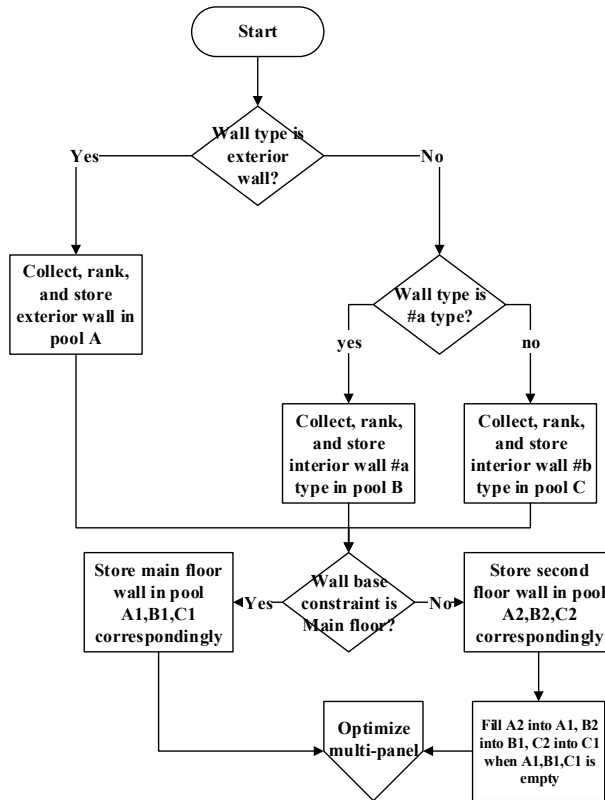 Start
Wall type is
exterior
wall?
Yes
No
Collect, rank,
and store
exterior wall in
pool A
Wall type is
#a type?
yes
no
Collect, rank,
and store
interior wall #a
type in pool B
Collect, rank,
and store
interior wall #b
type in pool C
Store main floor
wall in pool
A1,B1,C1
correspondingly
Yes
Wall base
constraint is
Main floor?
No
Store second
floor wall in pool
A2,B2,C2
correspondingly
Optimize
multi-panel
Fill A2 into A1, B2
into B1, C2 into C1
when A1,B1,C1 is
empty